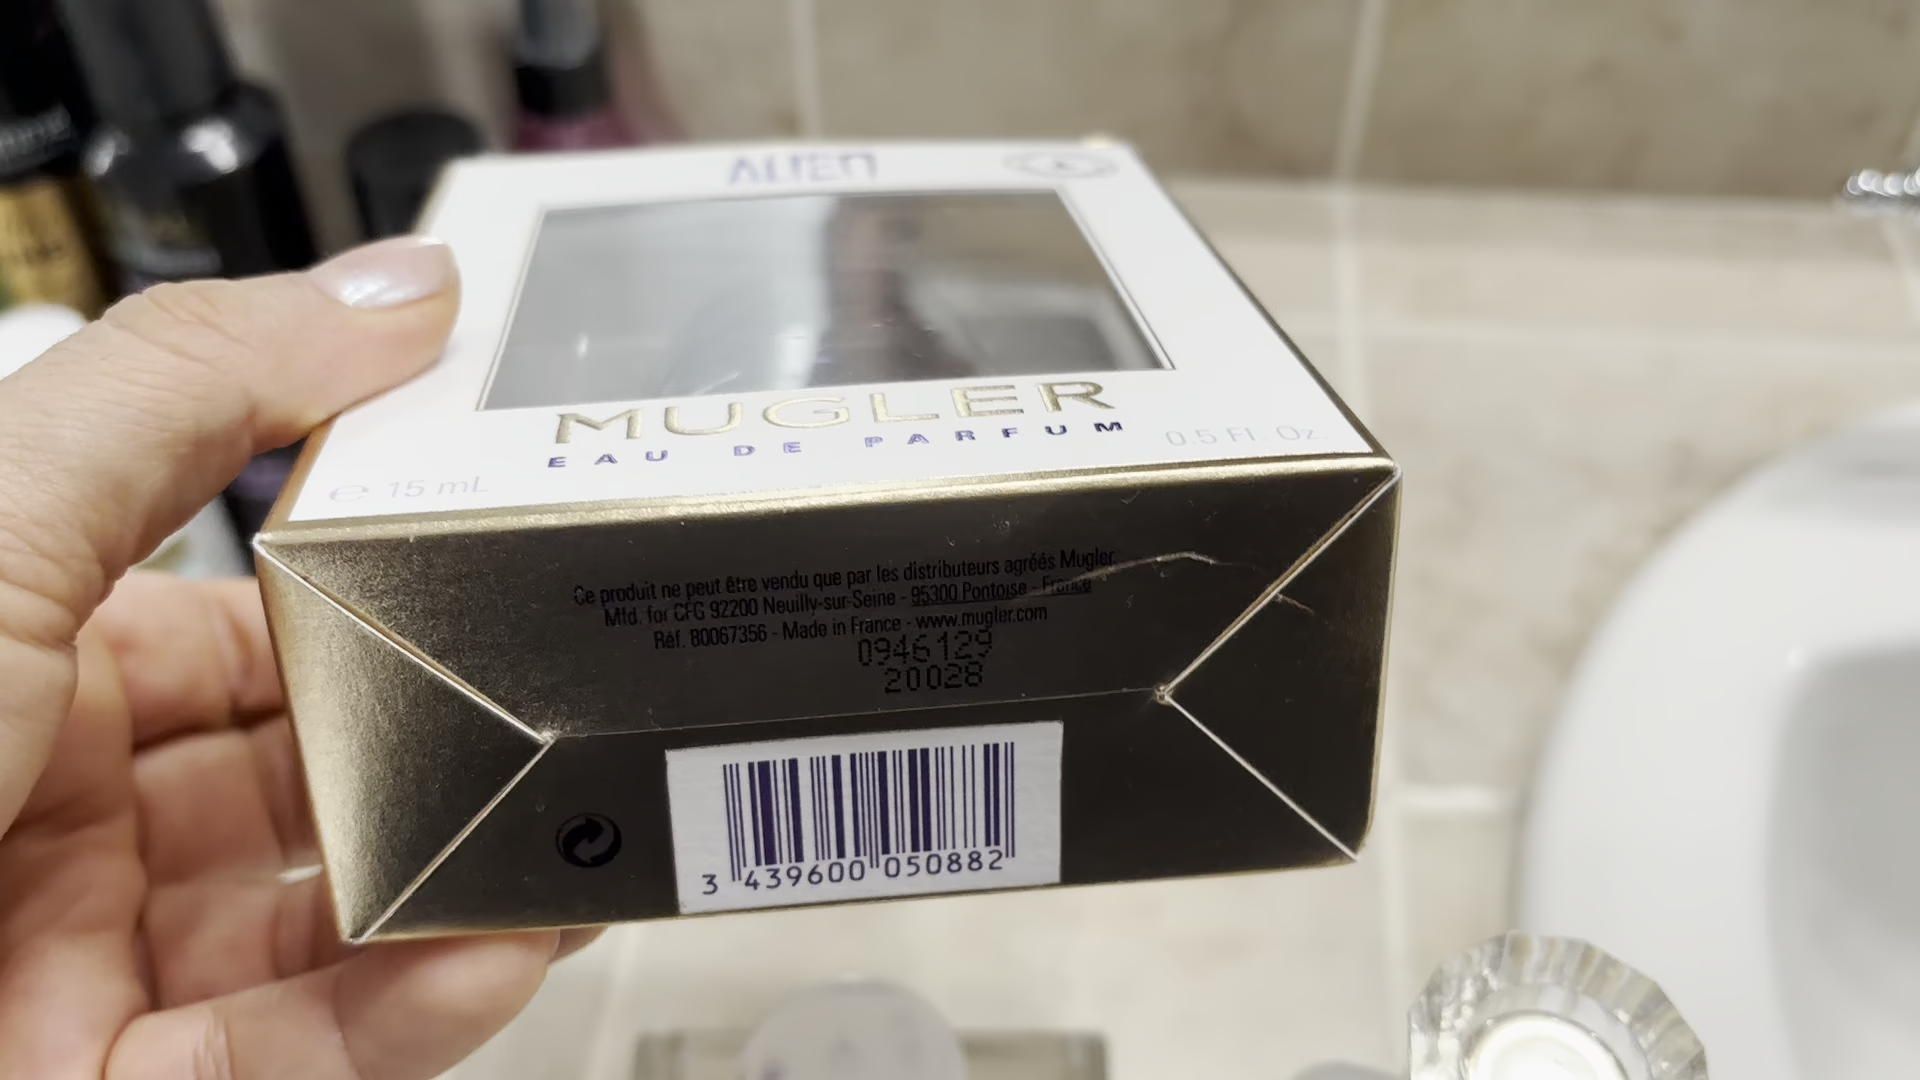 ALIEN
MUGLER
EAU DE PARFUM
℮ 15 mL
0.5 Fl. Oz.
Ce produit ne peut être vendu que par les distributeurs agréés Mugler.
Mfd. for CFG 92200 Neuilly-sur-Seine - 95300 Pontoise - France
Réf. 80067356 - Made in France - www.mugler.com
0946129
20028
3 439600 050882